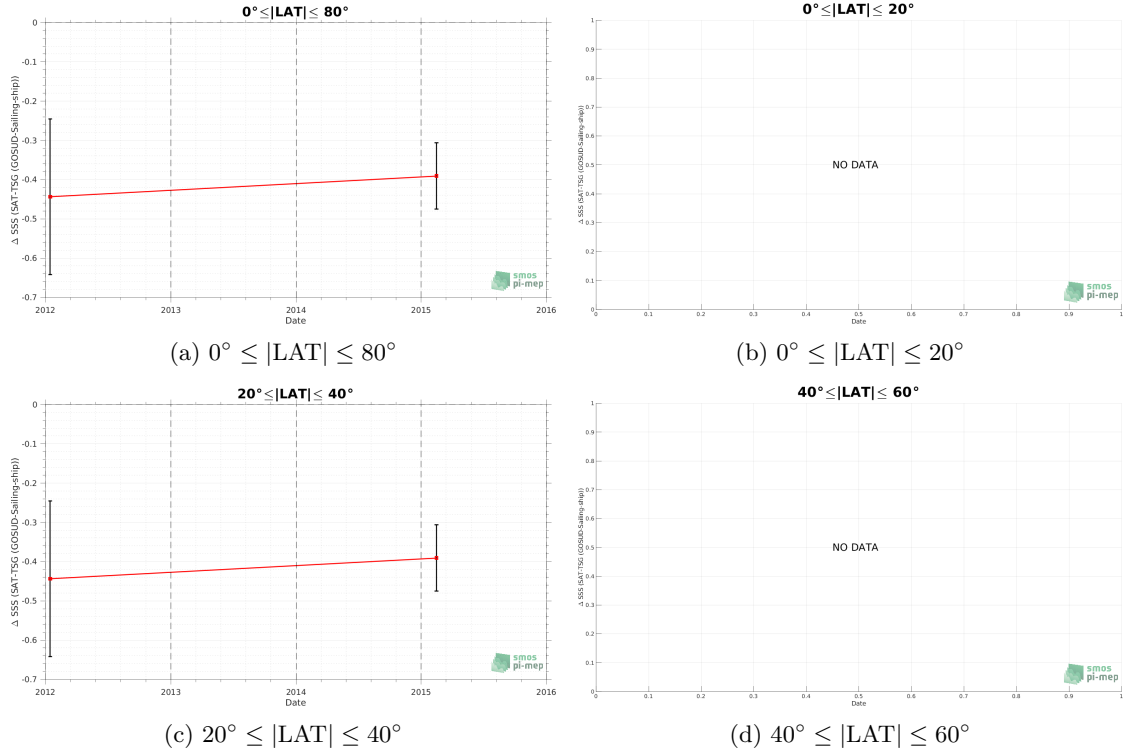 0°≤|LAT|≤ 80°
Δ SSS (SAT-TSG (GOSUD-Sailing-ship))
0
-0.1
-0.2
-0.3
-0.4
-0.5
-0.6
-0.7
2012
2013
2014
2015
2016
Date
smos
pi-mep
(a) 0° ≤ |LAT| ≤ 80°
0°≤|LAT|≤ 20°
Δ SSS (SAT-TSG (GOSUD-Sailing-ship))
1
0.9
0.8
0.7
0.6
0.5
0.4
0.3
0.2
0.1
0
NO DATA
0
0.1
0.2
0.3
0.4
0.5
0.6
0.7
0.8
0.9
1
Date
smos
pi-mep
(b) 0° ≤ |LAT| ≤ 20°
20°≤|LAT|≤ 40°
Δ SSS (SAT-TSG (GOSUD-Sailing-ship))
0
-0.1
-0.2
-0.3
-0.4
-0.5
-0.6
-0.7
2012
2013
2014
2015
2016
Date
smos
pi-mep
(c) 20° ≤ |LAT| ≤ 40°
40°≤|LAT|≤ 60°
Δ SSS (SAT-TSG (GOSUD-Sailing-ship))
1
0.9
0.8
0.7
0.6
0.5
0.4
0.3
0.2
0.1
0
NO DATA
0
0.1
0.2
0.3
0.4
0.5
0.6
0.7
0.8
0.9
1
Date
smos
pi-mep
(d) 40° ≤ |LAT| ≤ 60°